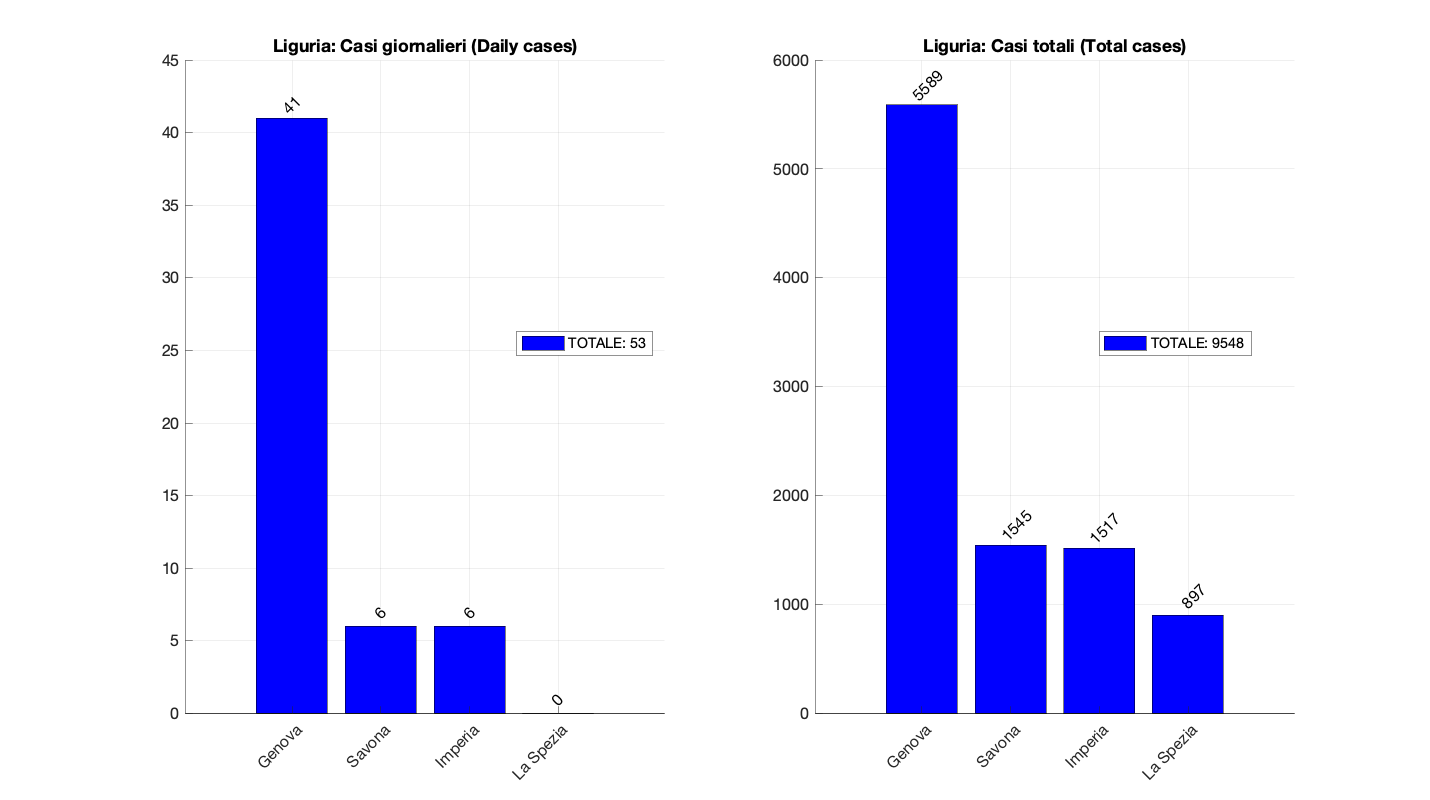 Liguria: Casi giornalieri (Daily cases)
45
40
35
30
25
20
15
10
5
0
41
6
6
0
TOTALE: 53
Genova
Savona
Imperia
La Spezia
Liguria: Casi totali (Total cases)
6000
5000
4000
3000
2000
1000
0
5589
1545
1517
897
TOTALE: 9548
Genova
Savona
Imperia
La Spezia